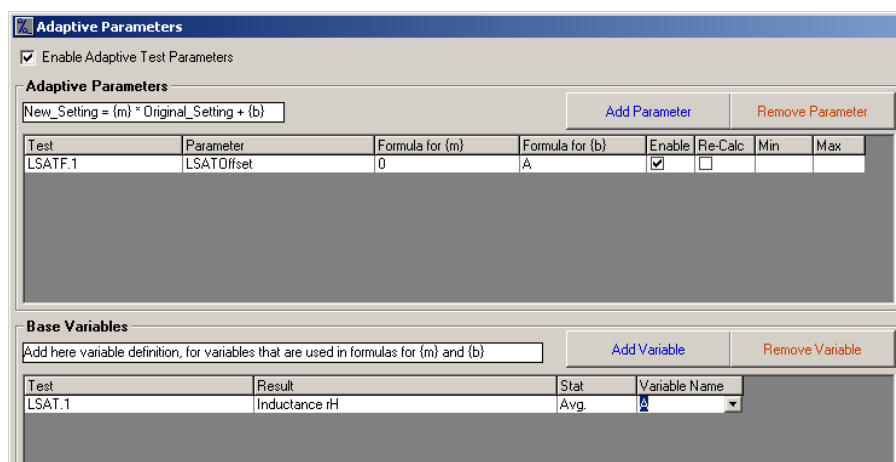 Adaptive Parameters
Enable Adaptive Test Parameters
Adaptive Parameters
New_Setting = {m} * Original_Setting + {b}
Add Parameter
Remove Parameter
Test Parameter Formula for {m} Formula for {b} Enable Re-Calc Min Max
LSATF.1 LSATOffset 0 A
Base Variables
Add here variable definition, for variables that are used in formulas for {m} and {b}
Add Variable
Remove Variable
Test Result Stat Variable Name
LSAT.1 Inductance rH Avg. A